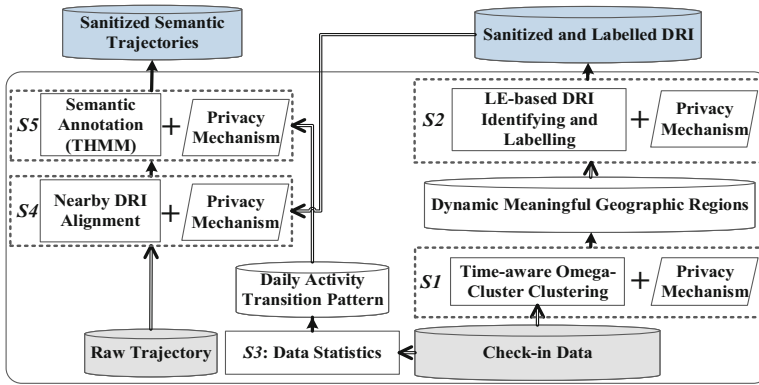 Sanitized Semantic
Trajectories
Sanitized and Labelled DRI
S5
Semantic
Annotation
(THMM)
+
Privacy
Mechanism
S2
LE-based DRI
Identifying and
Labelling
+
Privacy
Mechanism
S4
Nearby DRI
Alignment
+
Privacy
Mechanism
Dynamic Meaningful Geographic Regions
Daily Activity
Transition Pattern
S1
Time-aware Omega-
Cluster Clustering
+
Privacy
Mechanism
Raw Trajectory
S3: Data Statistics
Check-in Data